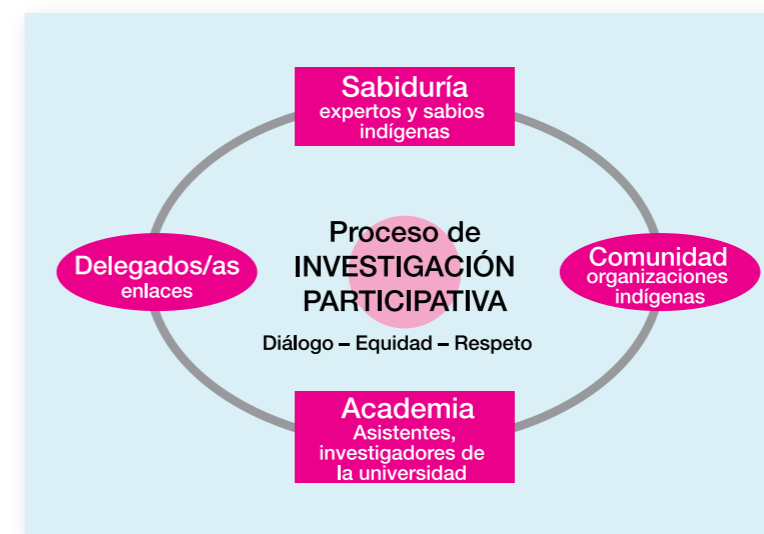 Sabiduría
expertos y sabios
indígenas
Delegados/as
enlaces
Proceso de
INVESTIGACIÓN
PARTICIPATIVA
Diálogo – Equidad – Respeto
Comunidad
organizaciones
indígenas
Academia
Asistentes,
investigadores de
la universidad